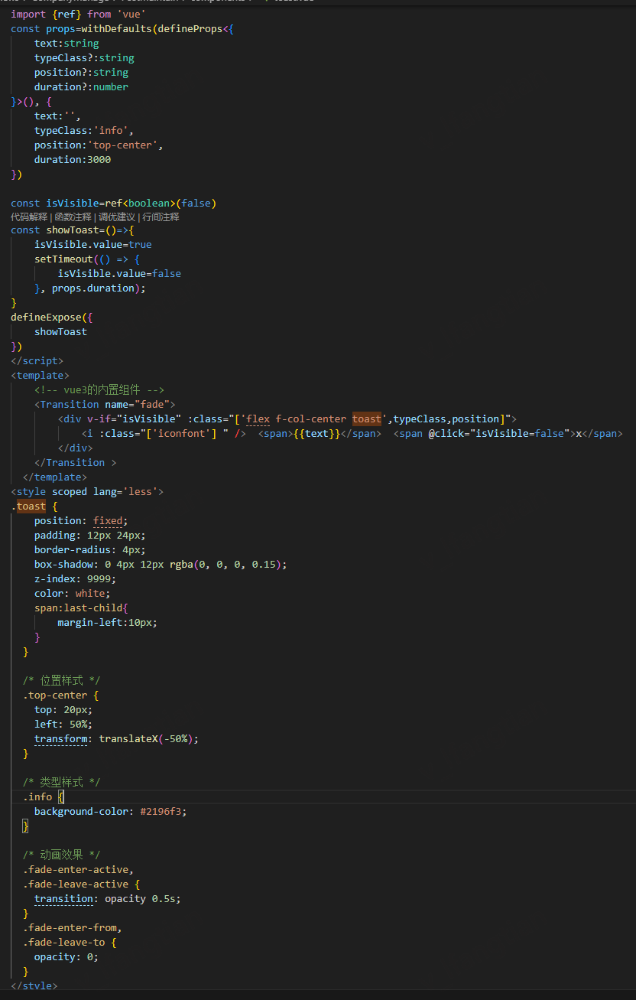 import {ref} from 'vue'
const props=withDefaults(defineProps<{
    text:string
    typeClass?:string
    position?:string
    duration?:number
}>(), {
    text:'',
    typeClass:'info',
    position:'top-center',
    duration:3000
})

const isVisible=ref<boolean>(false)
代码解释 | 函数注释 | 调优建议 | 行间注释
const showToast=()=>{
    isVisible.value=true
    setTimeout(() => {
        isVisible.value=false
    }, props.duration);
}
defineExpose({
    showToast
})
</script>
<template>
    <!-- vue3的内置组件 -->
    <Transition name="fade">
        <div v-if="isVisible" :class="['flex f-col-center toast',typeClass,position]">
            <i :class="['iconfont'] " />  <span>{{text}}</span>  <span @click="isVisible=false">x</span>
        </div>
    </Transition >
  </template>
<style scoped lang='less'>
.toast {
    position: fixed;
    padding: 12px 24px;
    border-radius: 4px;
    box-shadow: 0 4px 12px rgba(0, 0, 0, 0.15);
    z-index: 9999;
    color: white;
    span:last-child{
        margin-left:10px;
    }
  }

  /* 位置样式 */
  .top-center {
    top: 20px;
    left: 50%;
    transform: translateX(-50%);
  }

  /* 类型样式 */
  .info {
    background-color: #2196f3;
  }

  /* 动画效果 */
  .fade-enter-active,
  .fade-leave-active {
    transition: opacity 0.5s;
  }
  .fade-enter-from,
  .fade-leave-to {
    opacity: 0;
  }
</style>